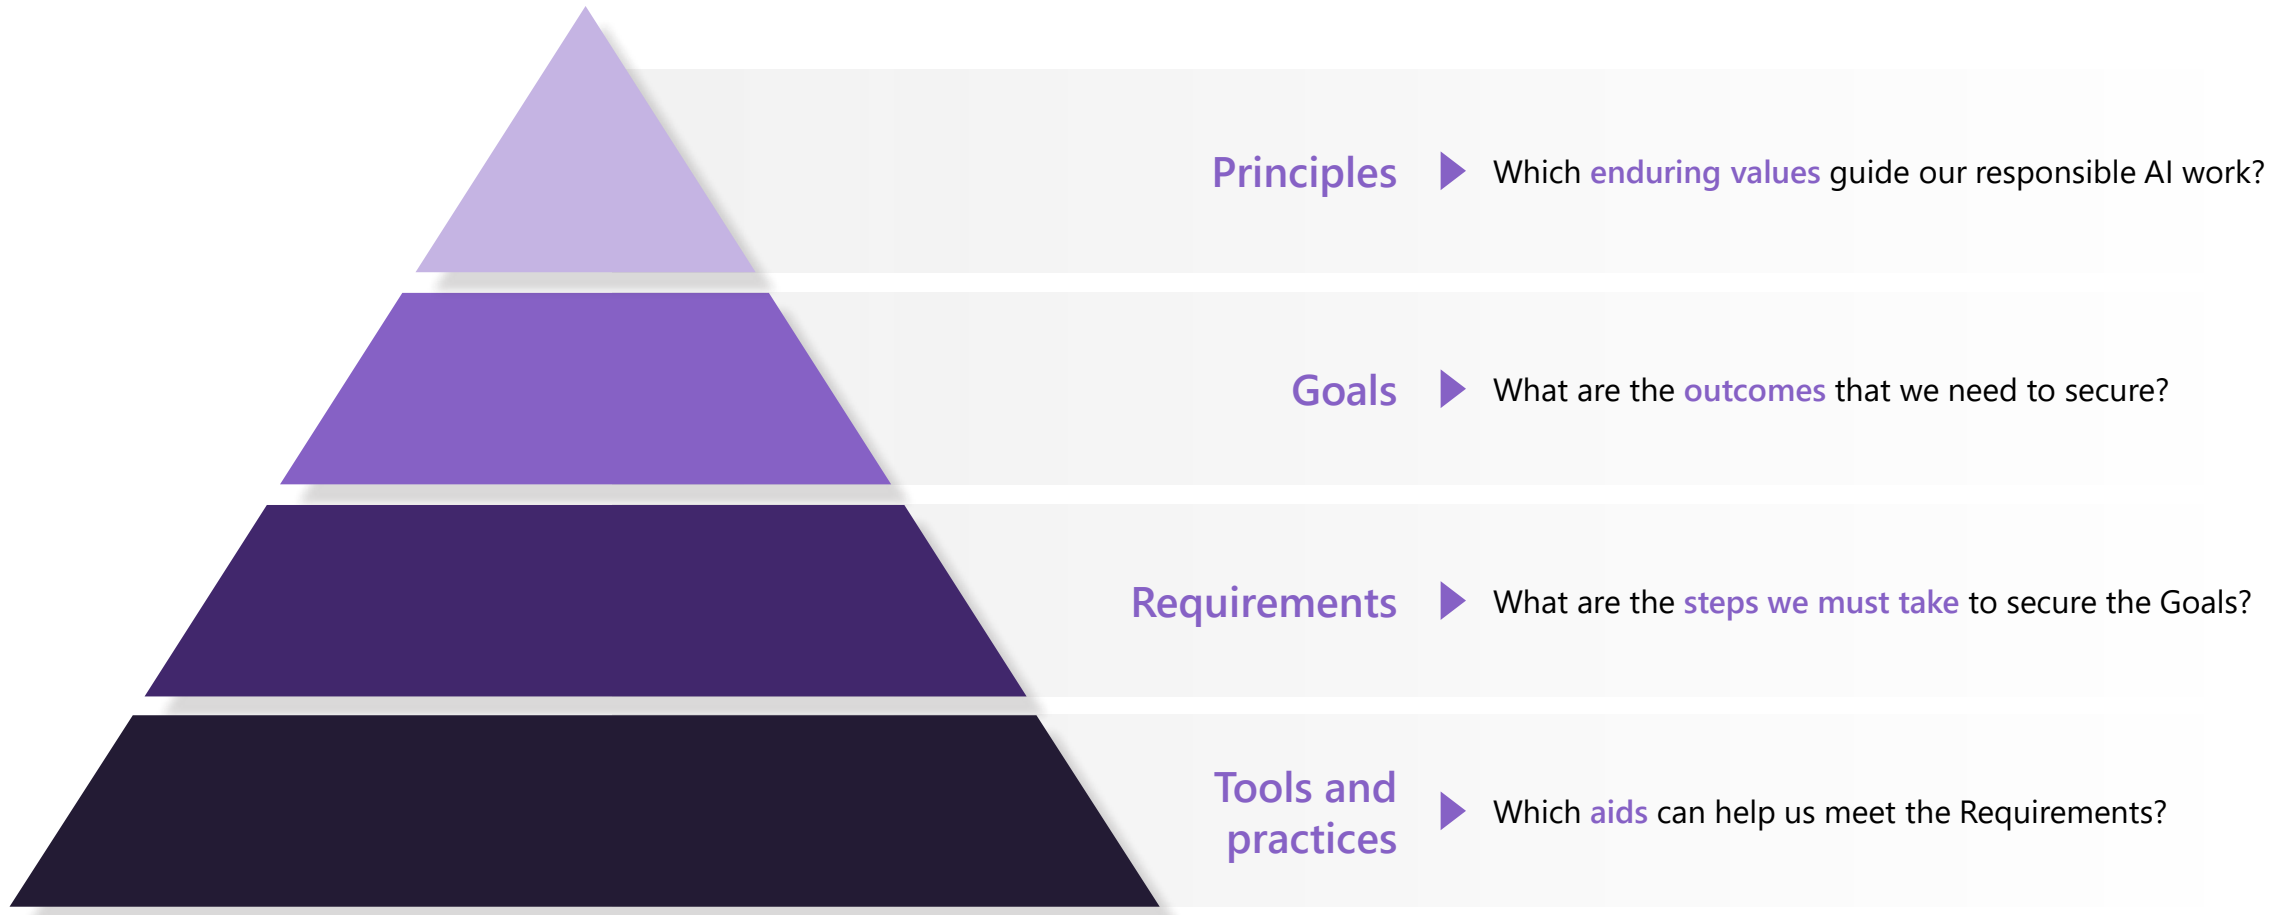 Principles
Which enduring values guide our responsible AI work?
Goals
What are the outcomes that we need to secure?
Requirements
What are the steps we must take to secure the Goals?
Tools and
practices
Which aids can help us meet the Requirements?